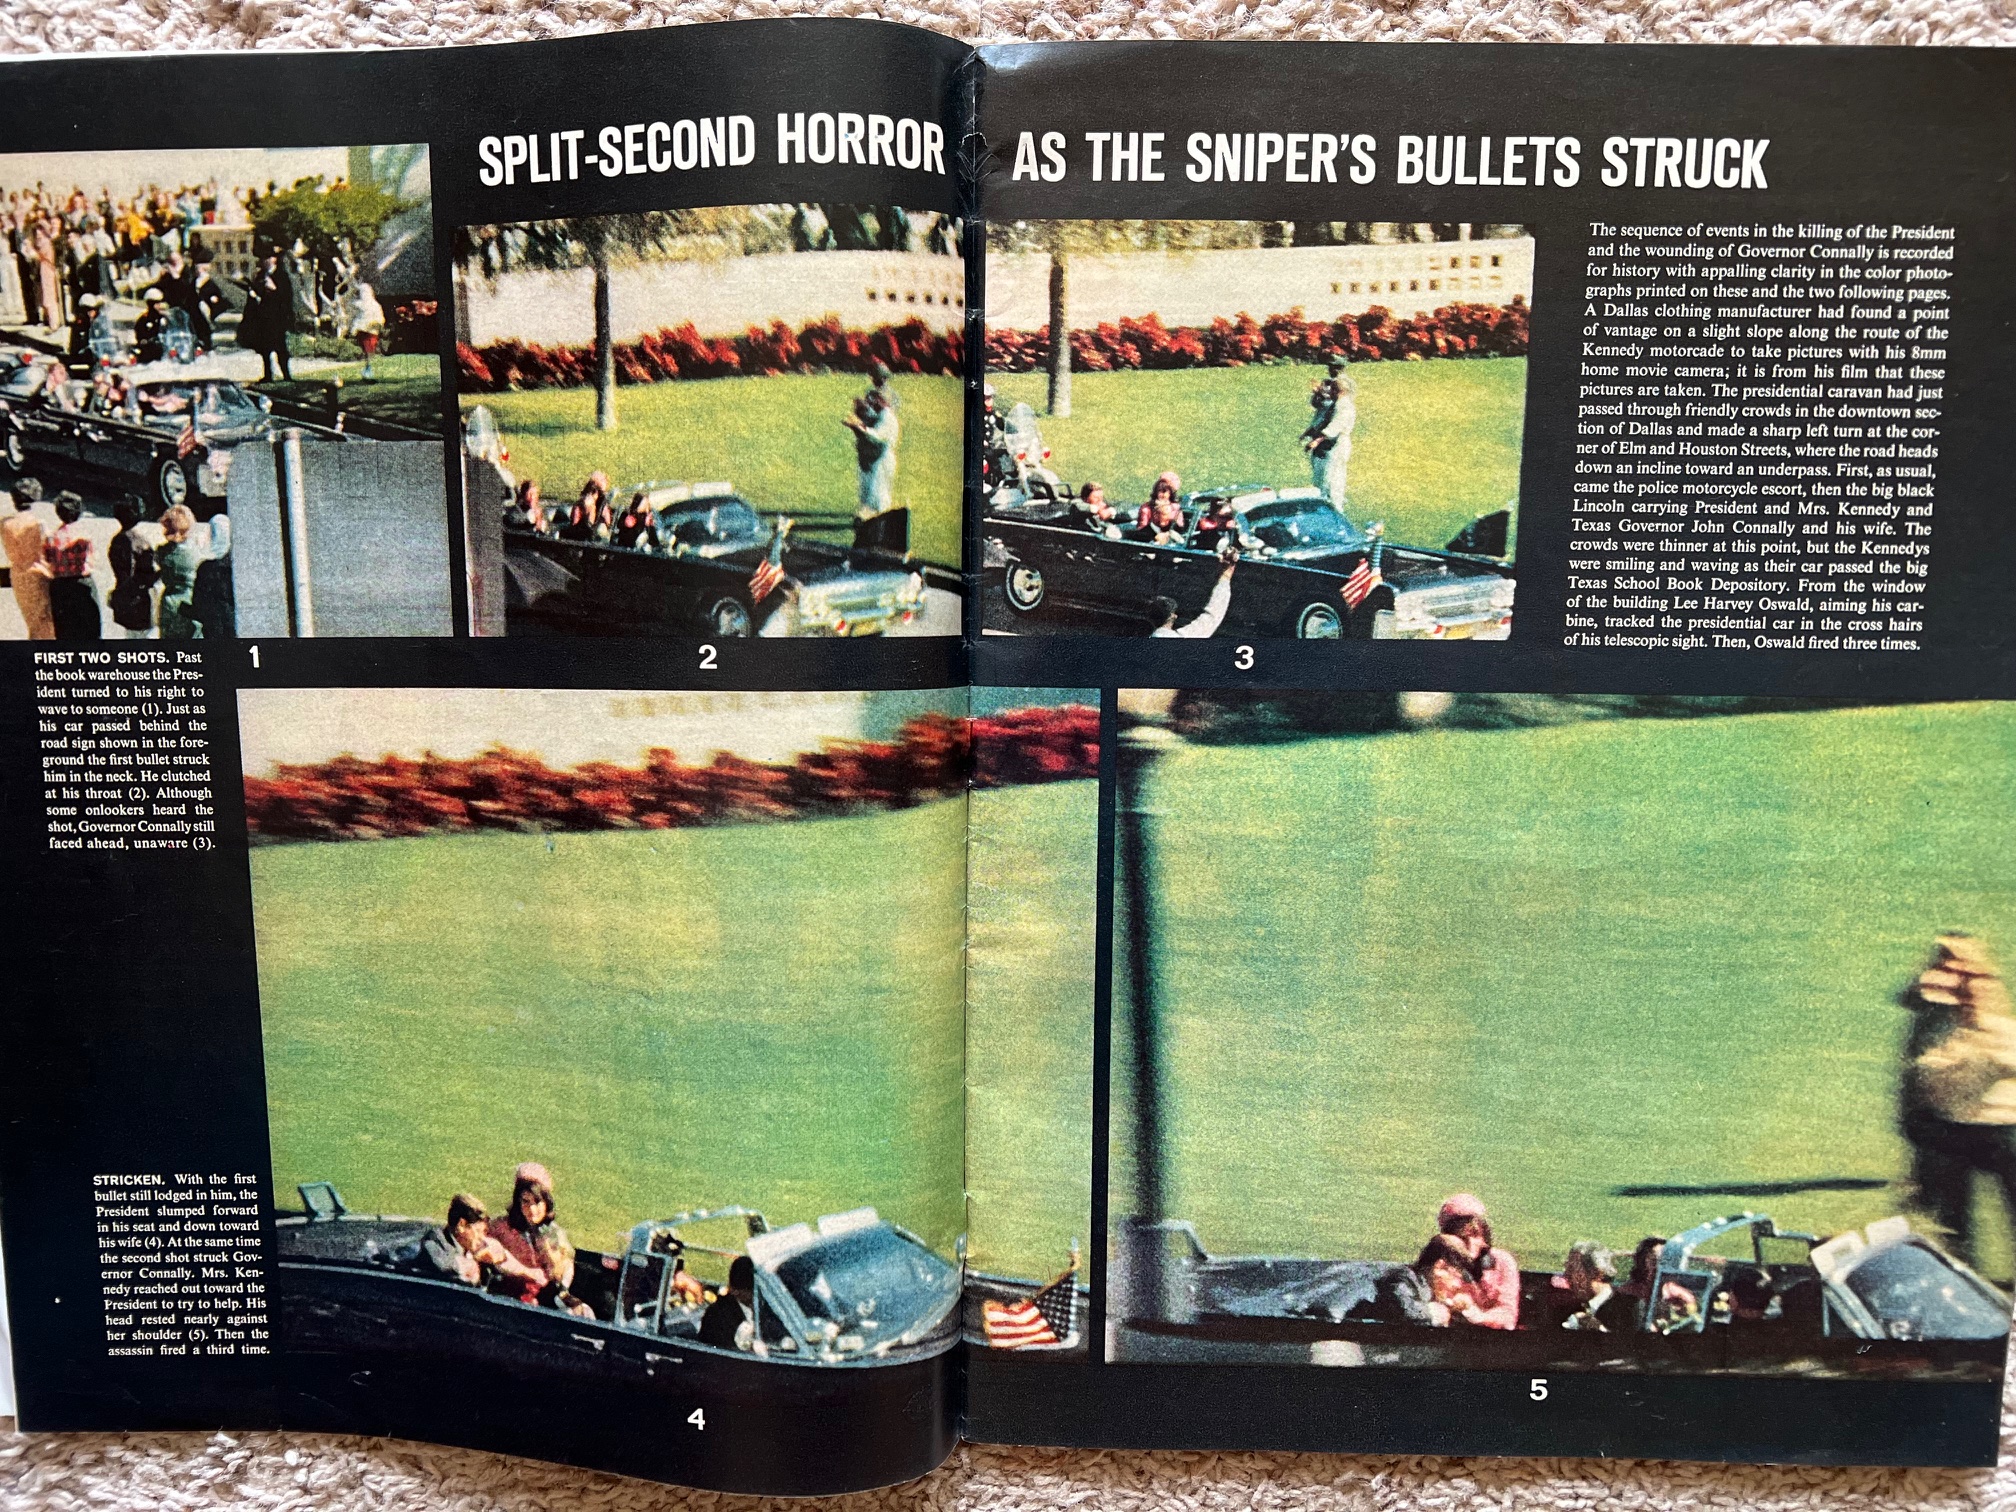 SPLIT-SECOND HORROR AS THE SNIPER'S BULLETS STRUCK
The sequence of events in the killing of the President
and the wounding of Governor Connally is recorded
for history with appalling clarity in the color photo-
graphs printed on these and the two following pages.
A Dallas clothing manufacturer had found a point
of vantage on a slight slope along the route of the
Kennedy motorcade to take pictures with his 8mm
home movie camera; it is from his film that these
pictures are taken. The presidential caravan had just
passed through friendly crowds in the downtown sec-
tion of Dallas and made a sharp left turn at the cor-
ner of Elm and Houston Streets, where the road heads
down an incline toward an underpass. First, as usual,
came the police motorcycle escort, then the big black
Lincoln carrying President and Mrs. Kennedy and
Texas Governor John Connally and his wife. The
crowds were thinner at this point, but the Kennedys
were smiling and waving as their car passed the big
Texas School Book Depository. From the window
of the building Lee Harvey Oswald, aiming his car-
bine, tracked the presidential car in the cross hairs
of his telescopic sight. Then, Oswald fired three times.
1
2
3
FIRST TWO SHOTS. Past
the book warehouse the Pres-
ident turned to his right to
wave to someone (1). Just as
his car passed behind the
road sign shown in the fore-
ground the first bullet struck
him in the neck. He clutched
at his throat (2). Although
some onlookers heard the
shot, Governor Connally still
faced ahead, unaware (3).
STRICKEN. With the first
bullet still lodged in him, the
President slumped forward
in his seat and down toward
his wife (4). At the same time
the second shot struck Gov-
ernor Connally. Mrs. Ken-
nedy reached out toward the
President to try to help. His
head rested nearly against
her shoulder (5). Then the
assassin fired a third time.
4
5